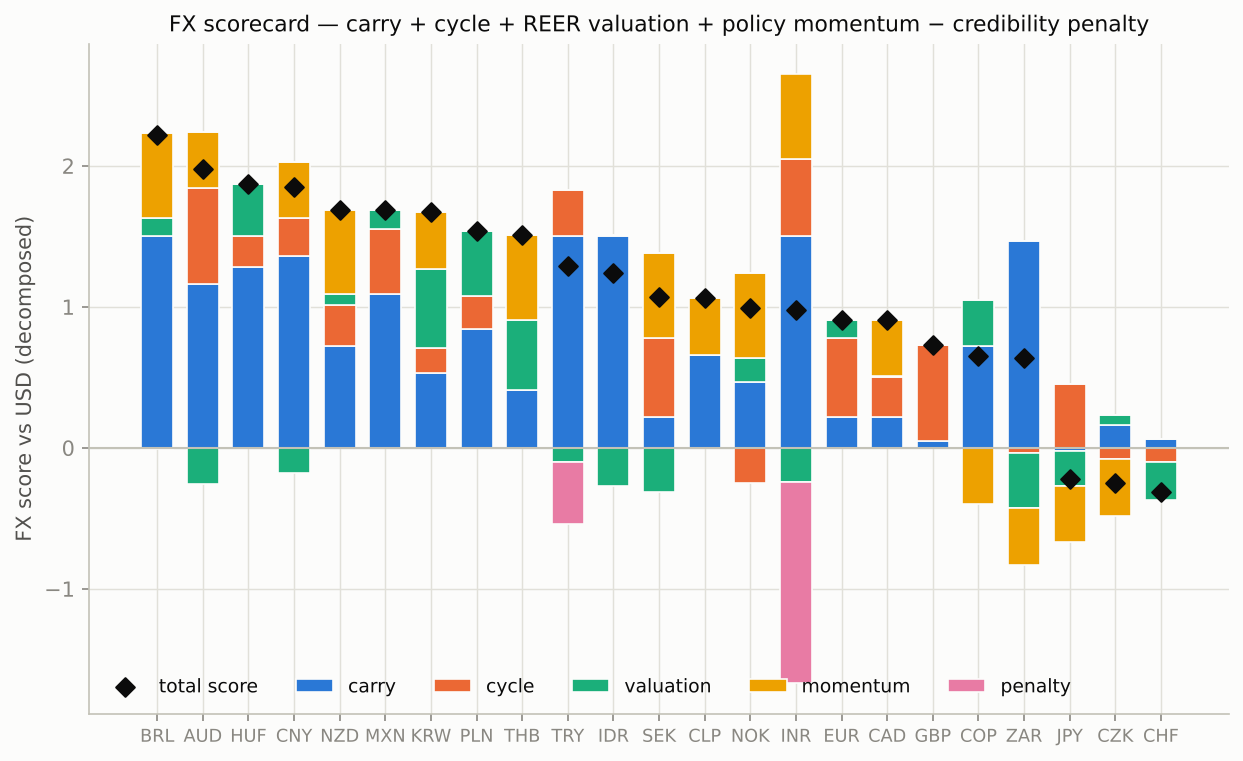 FX scorecard — carry + cycle + REER valuation + policy momentum − credibility penalty
FX score vs USD (decomposed)
2
1
0
−1
total score carry cycle valuation momentum penalty
BRL AUD HUF CNY NZD MXN KRW PLN THB TRY IDR SEK CLP NOK INR EUR CAD GBP COP ZAR JPY CZK CHF